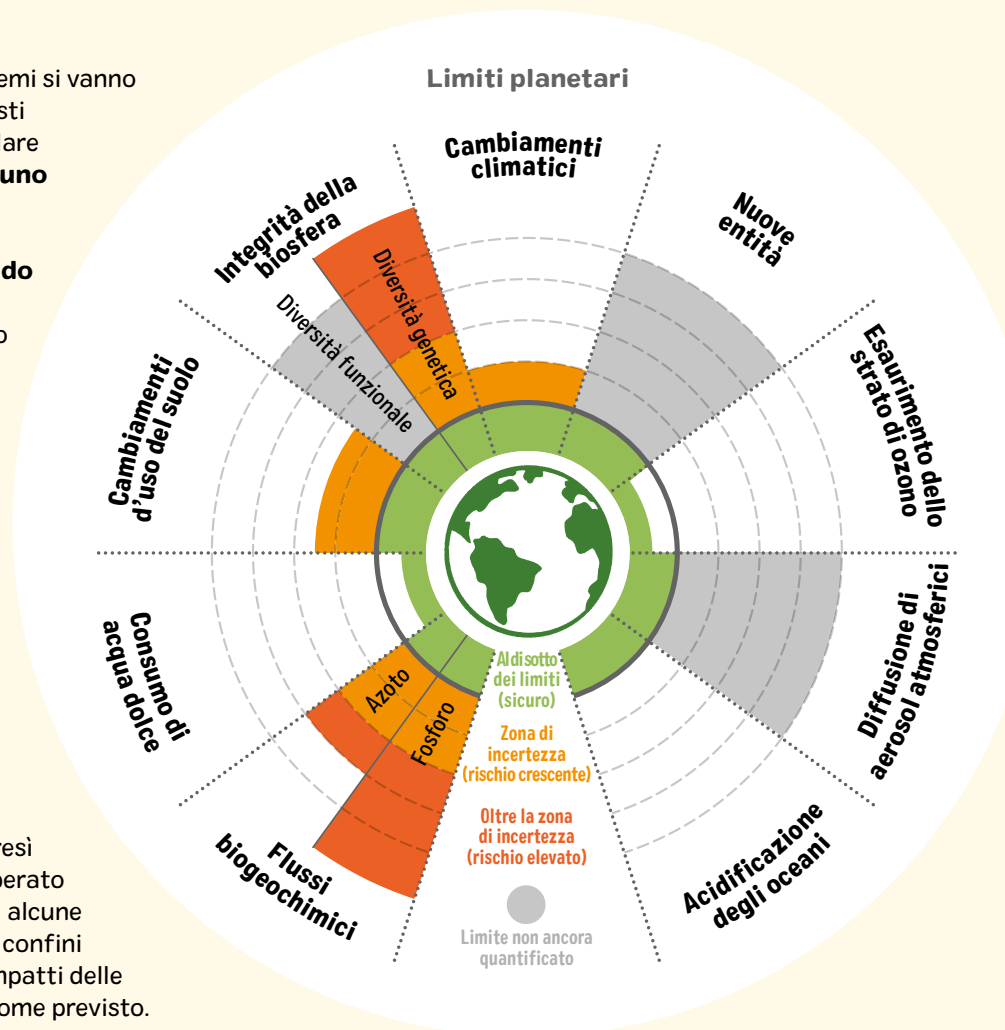 emi si vanno
sti
lare
uno
do
o
Limiti planetari
Cambiamenti
climatici
Nuove
entità
Esaurimento dello
strato di ozono
Diffusione di
aerosol atmosferici
Acidificazione
degli oceani
Flussi
biogeochimici
Azoto
Fosforo
Consumo di
acqua dolce
Cambiamenti
d'uso del suolo
Integrità della
biosfera
Diversità funzionale
Diversità genetica
Al disotto
dei limiti
(sicuro)
Zona di
incertezza
(rischio crescente)
Oltre la zona
di incertezza
(rischio elevato)
Limite non ancora
quantificato
resì
perato
alcune
confini
mpatti delle
ome previsto.